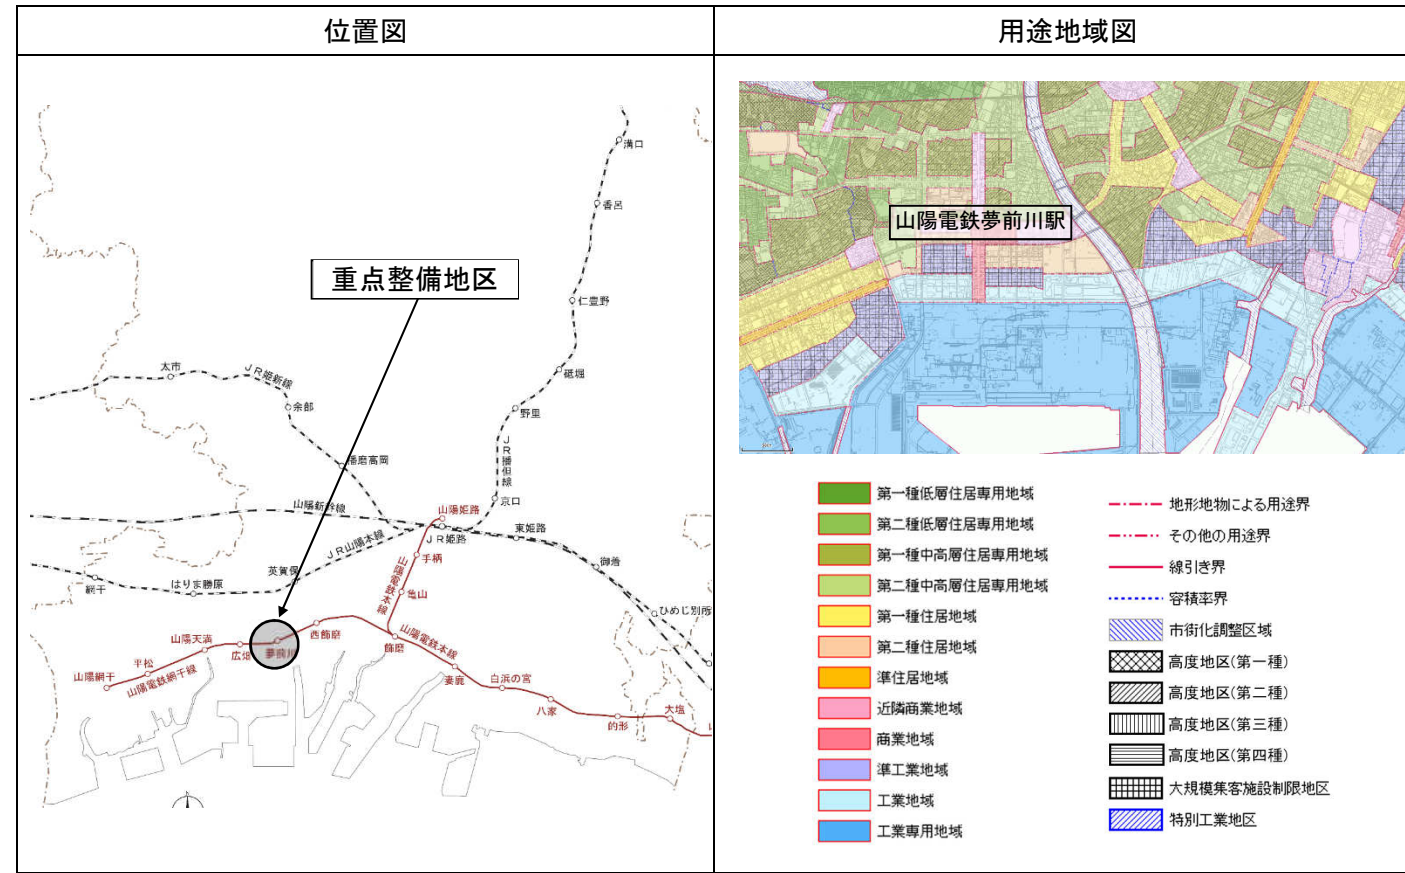 位置図
用途地域図
溝口
香呂
重点整備地区
仁豊野
太市
JR姫新線
余部
砥堀
野里
JR播但線
播磨高岡
京口
山陽新幹線
山陽姫路
JR姫路
東姫路
JR山陽本線
手柄
御着
英賀保
網干
はりま勝原
山陽電鉄本線
亀山
ひめじ別所
山陽天満
広畑
夢前川
西飾磨
飾磨
山陽電鉄本線
平松
山陽網干
山陽電鉄網干線
妻鹿
白浜の宮
八家
的形
大塩
山陽電鉄夢前川駅
第一種低層住居専用地域
第二種低層住居専用地域
第一種中高層住居専用地域
第二種中高層住居専用地域
第一種住居地域
第二種住居地域
準住居地域
近隣商業地域
商業地域
準工業地域
工業地域
工業専用地域
地形地物による用途界
その他の用途界
線引き界
容積率界
市街化調整区域
高度地区(第一種)
高度地区(第二種)
高度地区(第三種)
高度地区(第四種)
大規模集客施設制限地区
特別工業地区